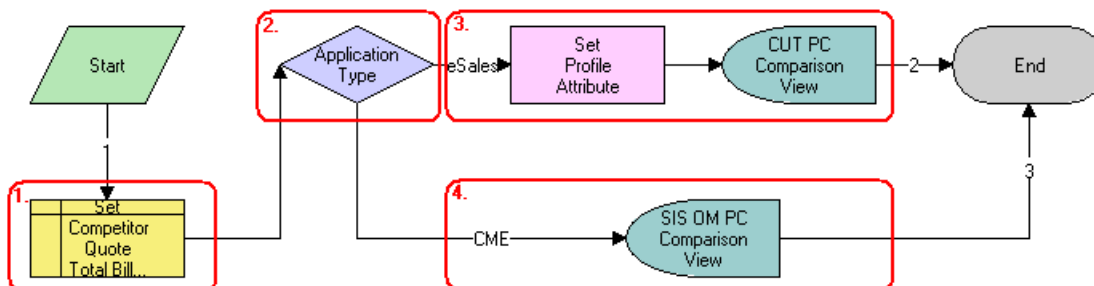 Start
1
1.
Set
Competitor
Quote
Total Bill...
2.
Application
Type
eSales
3.
Set
Profile
Attribute
CUT PC
Comparison
View
2
End
CME
4.
SIS OM PC
Comparison
View
3